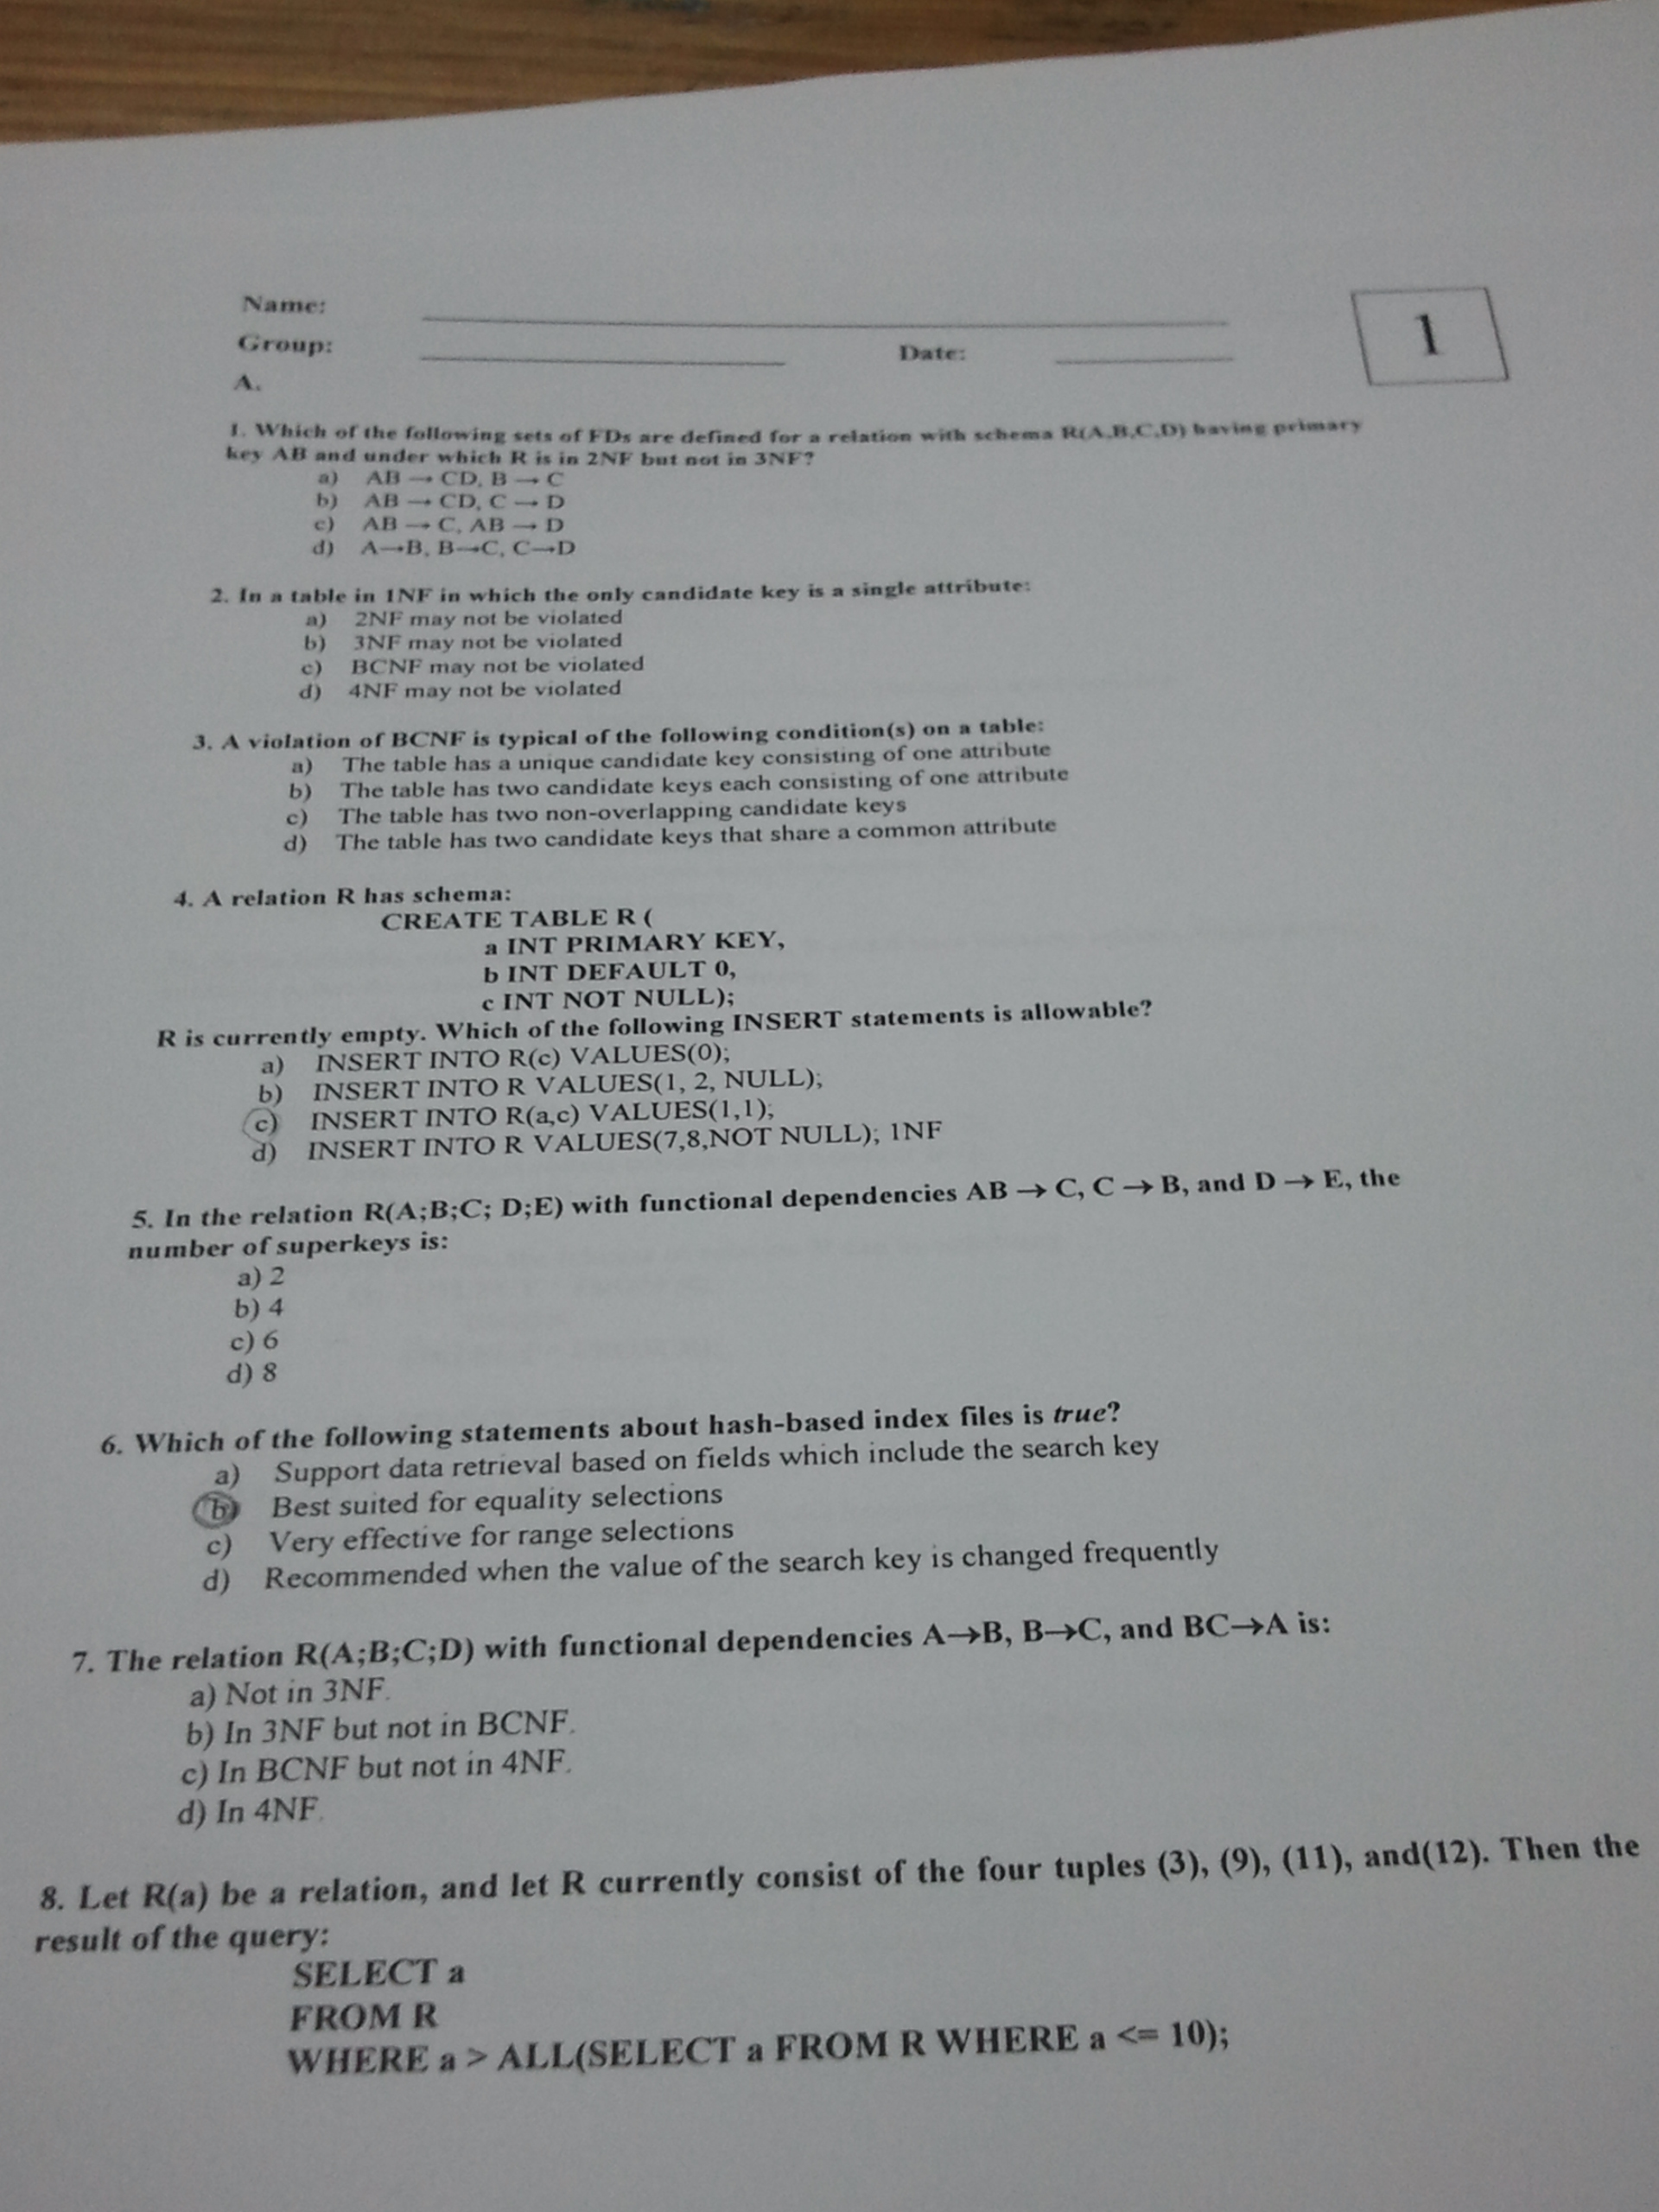 Name:
1
Group:
Date:
A.
1. Which of the following sets of FDs are defined for a relation with schema R(A,B,C,D) having primary
key AB and under which R is in 2NF but not in 3NF?
a) AB → CD, B → C
b) AB → CD, C → D
c) AB → C, AB → D
d) A→B, B→C, C→D
2. In a table in 1NF in which the only candidate key is a single attribute:
a) 2NF may not be violated
b) 3NF may not be violated
c) BCNF may not be violated
d) 4NF may not be violated
3. A violation of BCNF is typical of the following condition(s) on a table:
a) The table has a unique candidate key consisting of one attribute
b) The table has two candidate keys each consisting of one attribute
c) The table has two non-overlapping candidate keys
d) The table has two candidate keys that share a common attribute
4. A relation R has schema:
CREATE TABLE R (
a INT PRIMARY KEY,
b INT DEFAULT 0,
c INT NOT NULL);
R is currently empty. Which of the following INSERT statements is allowable?
a) INSERT INTO R(c) VALUES(0);
b) INSERT INTO R VALUES(1, 2, NULL);
c) INSERT INTO R(a,c) VALUES(1,1);
d) INSERT INTO R VALUES(7,8,NOT NULL); 1NF
5. In the relation R(A;B;C; D;E) with functional dependencies AB → C, C → B, and D → E, the
number of superkeys is:
a) 2
b) 4
c) 6
d) 8
6. Which of the following statements about hash-based index files is true?
a) Support data retrieval based on fields which include the search key
b) Best suited for equality selections
c) Very effective for range selections
d) Recommended when the value of the search key is changed frequently
7. The relation R(A;B;C;D) with functional dependencies A→B, B→C, and BC→A is:
a) Not in 3NF.
b) In 3NF but not in BCNF.
c) In BCNF but not in 4NF.
d) In 4NF.
8. Let R(a) be a relation, and let R currently consist of the four tuples (3), (9), (11), and(12). Then the
result of the query:
SELECT a
FROM R
WHERE a > ALL(SELECT a FROM R WHERE a <= 10);